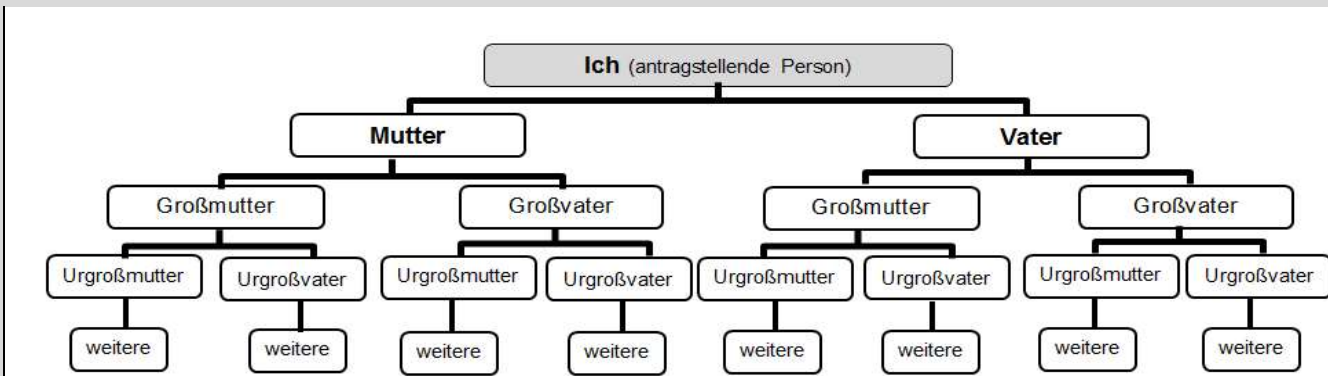 Ich (antragstellende Person)
Mutter Vater
Großmutter Großvater Großmutter Großvater
Urgroßmutter Urgroßvater Urgroßmutter Urgroßvater Urgroßmutter Urgroßvater Urgroßmutter Urgroßvater
weitere weitere weitere weitere weitere weitere weitere weitere